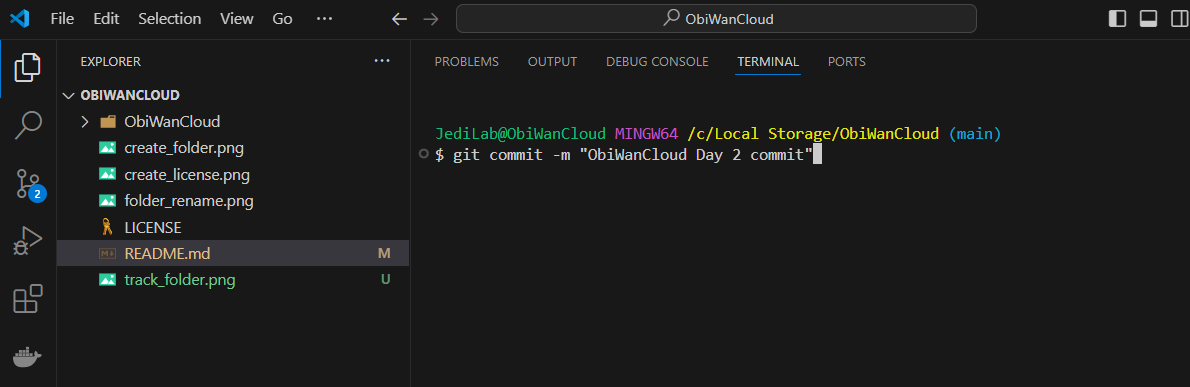 File Edit Selection View Go ··· ObiWanCloud
EXPLORER ···
OBIWANCLOUD
ObiWanCloud
create_folder.png
create_license.png
folder_rename.png
LICENSE
README.md M
track_folder.png U
2
PROBLEMS OUTPUT DEBUG CONSOLE TERMINAL PORTS
JediLab@ObiWanCloud MINGW64 /c/Local Storage/ObiWanCloud (main)
$ git commit -m "ObiWanCloud Day 2 commit"